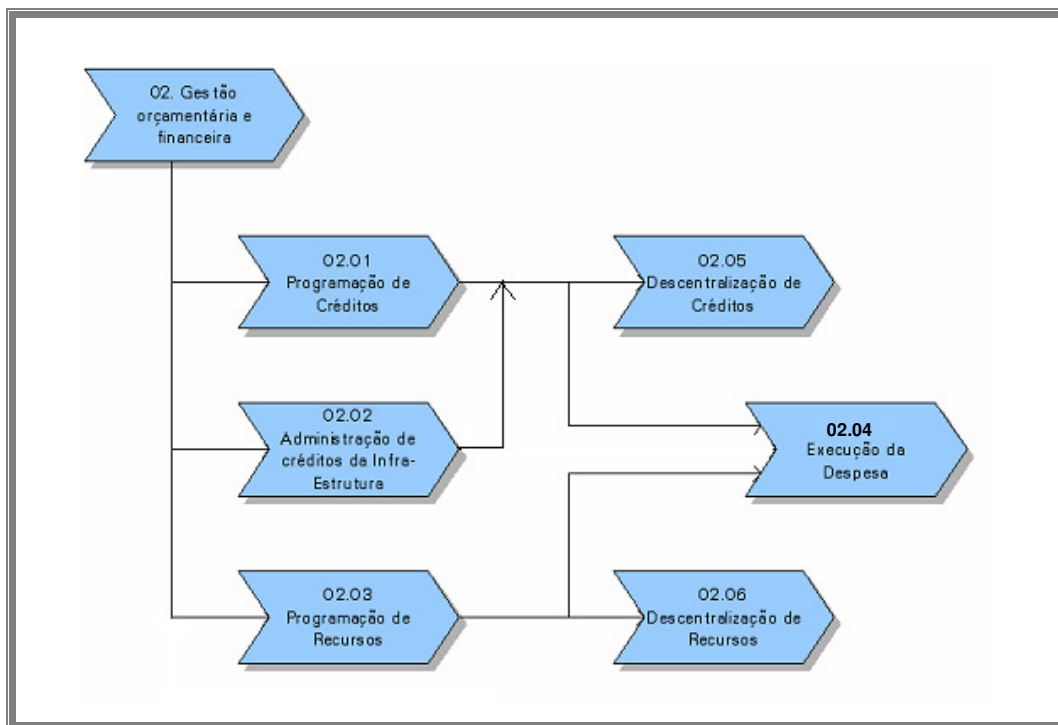 02. Gestão
orçamentária e
financeira
02.01
Programação de
Créditos
02.05
Descentralização de
Créditos
02.02
Administração de
créditos da Infra-
Estrutura
02.04
Execução da
Despesa
02.03
Programação de
Recursos
02.06
Descentralização de
Recursos